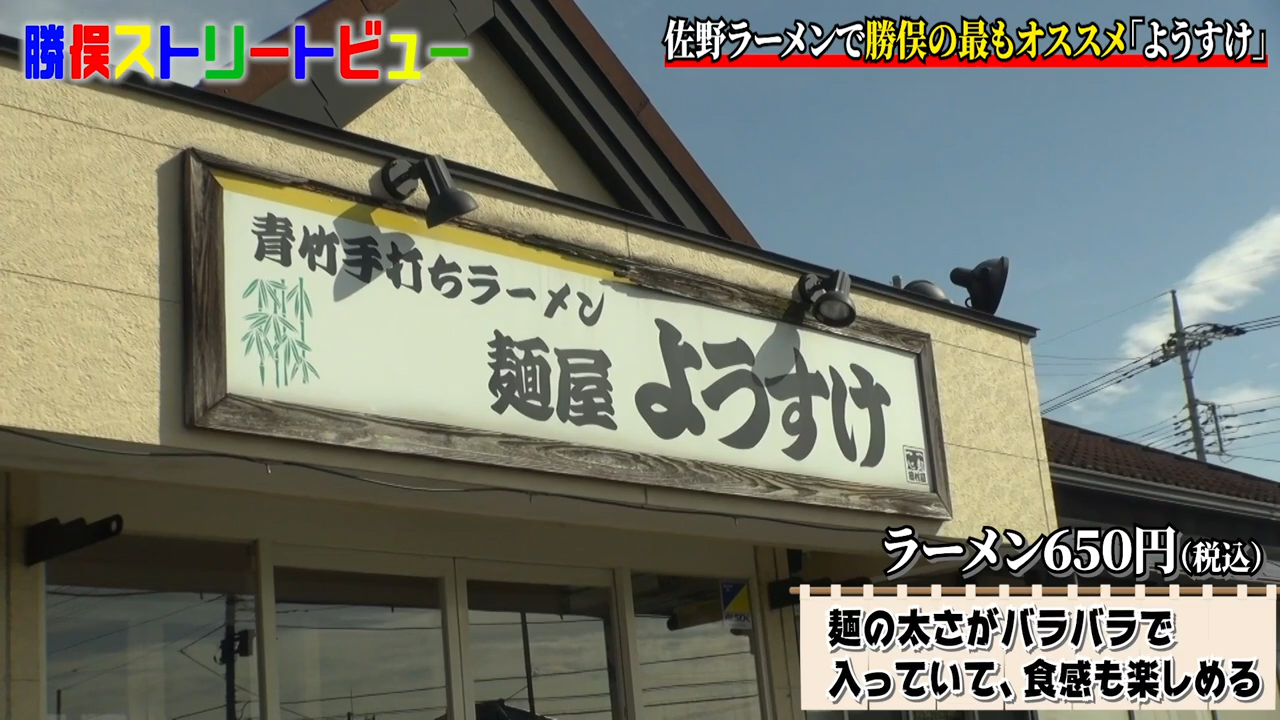 勝俣ストリートビュー
佐野ラーメンで勝俣の最もオススメ「ようすけ」
青竹手打ちラーメン
麺屋 ようすけ
ラーメン650円(税込)
麺の太さがバラバラで
入っていて、食感も楽しめる